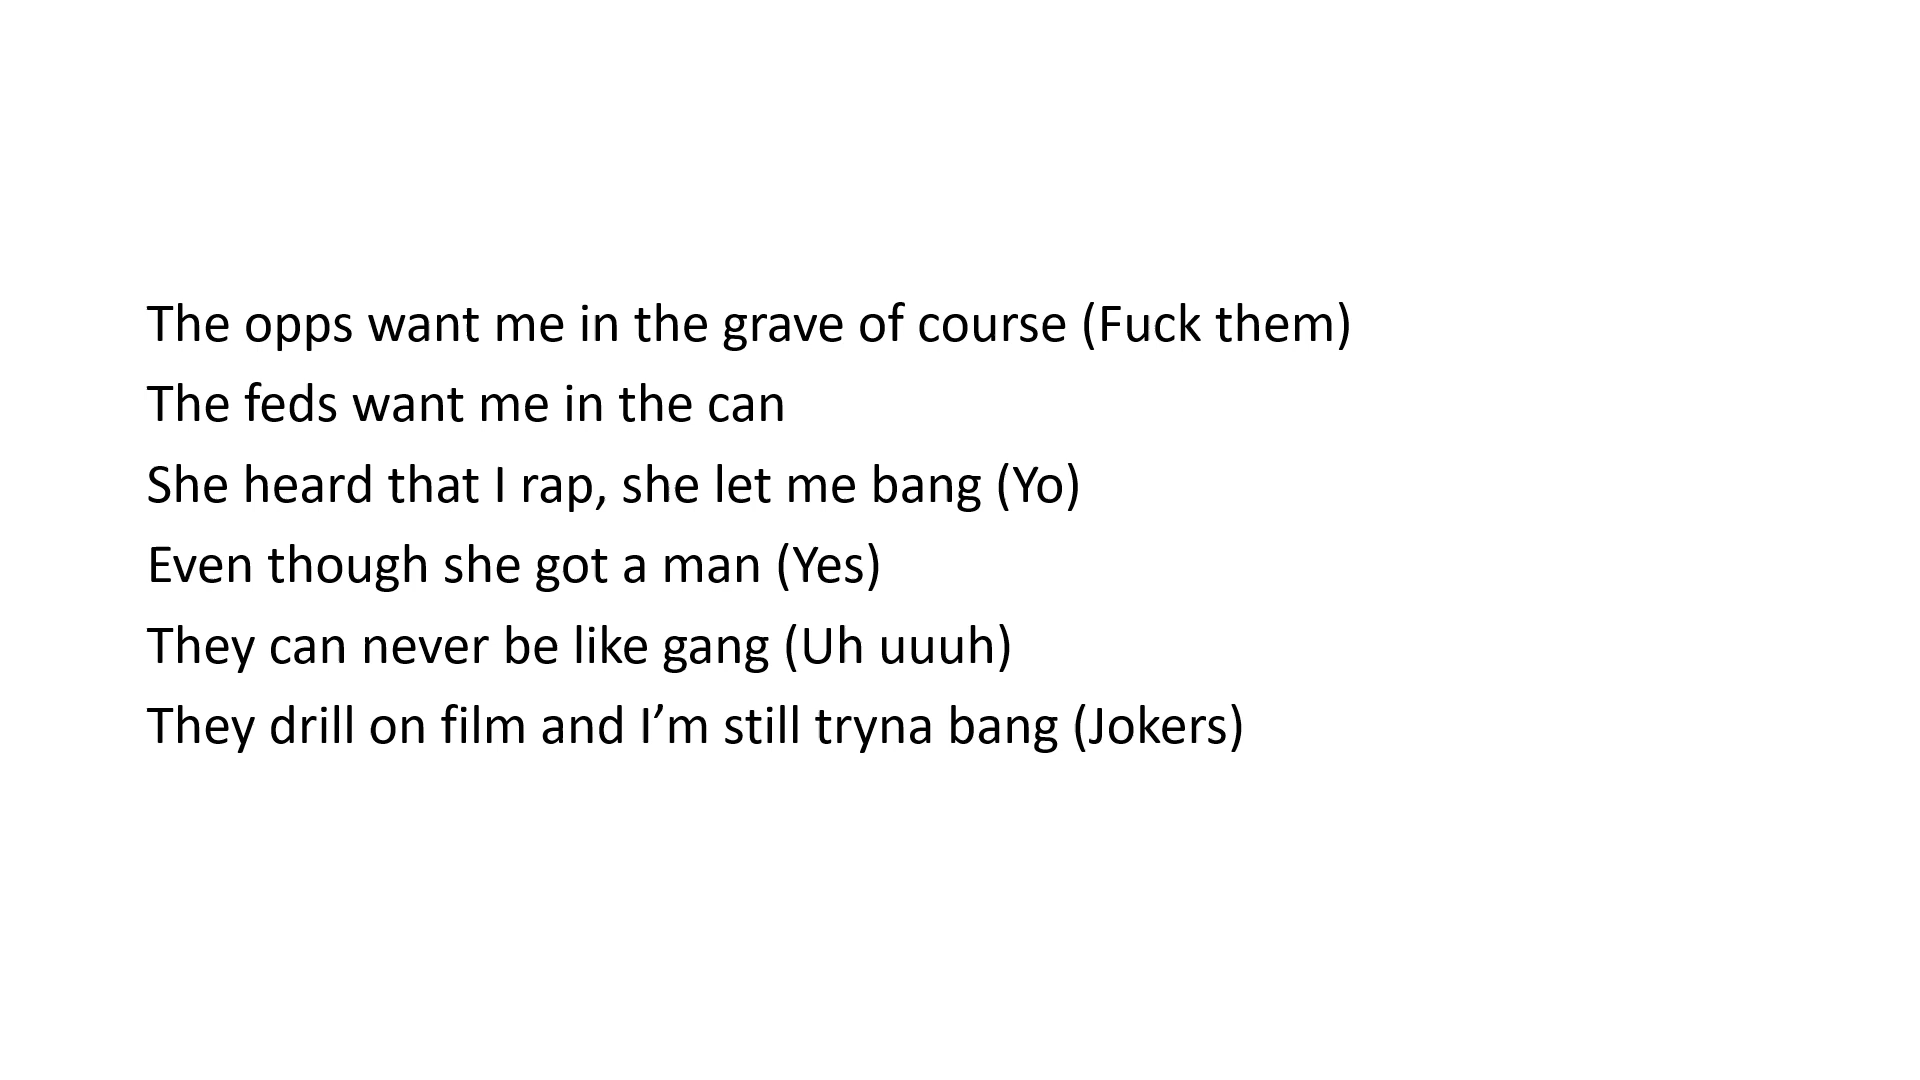 The opps want me in the grave of course (Fuck them)
The feds want me in the can
She heard that I rap, she let me bang (Yo)
Even though she got a man (Yes)
They can never be like gang (Uh uuuh)
They drill on film and I’m still tryna bang (Jokers)